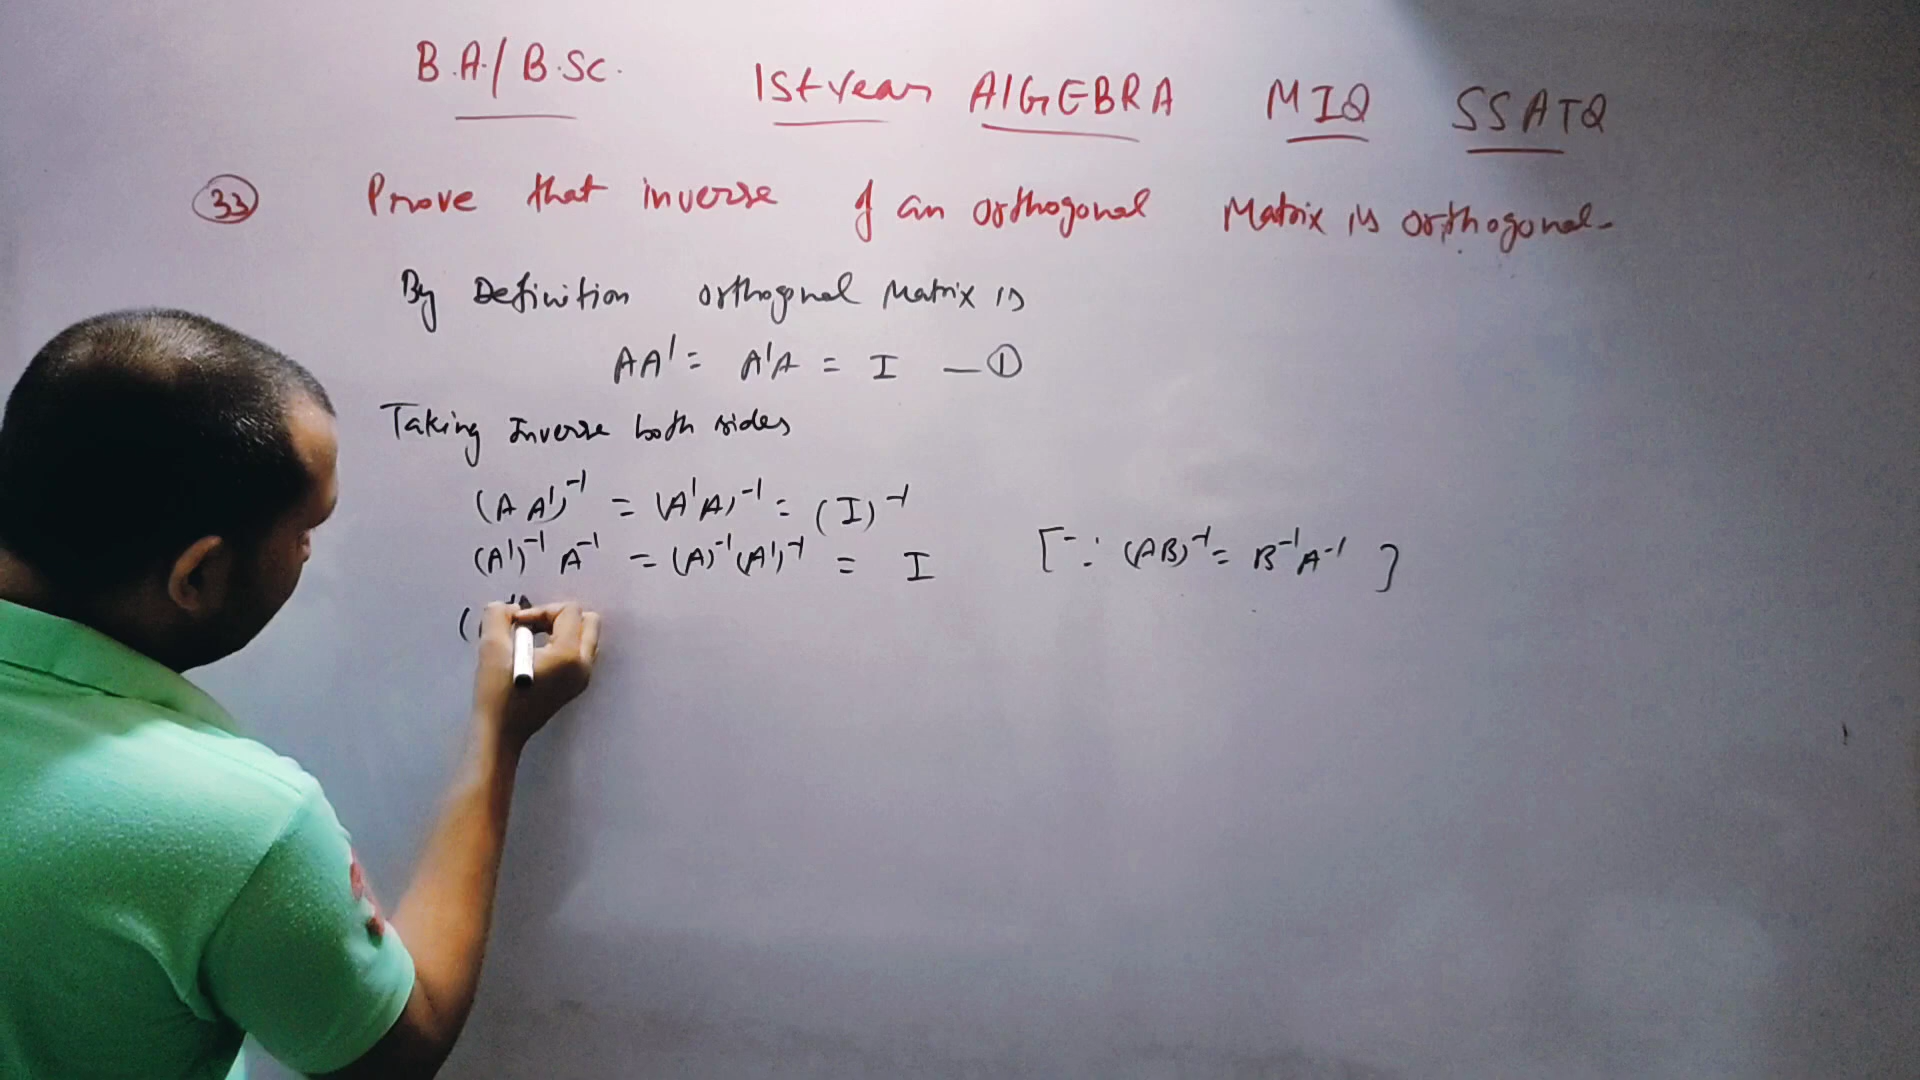 B.A./B.Sc. 1st year AlGEBRA MIQ SSATQ
33 Prove that inverse of an orthogonal Matrix is orthogonal.
By Definition orthogonal Matrix is
AA' = A'A = I — ①
Taking Inverse both sides
(A A')⁻¹ = (A'A)⁻¹ = (I)⁻¹
(A')⁻¹ A⁻¹ = (A)⁻¹ (A')⁻¹ = I [∵ (AB)⁻¹ = B⁻¹A⁻¹ ]
(